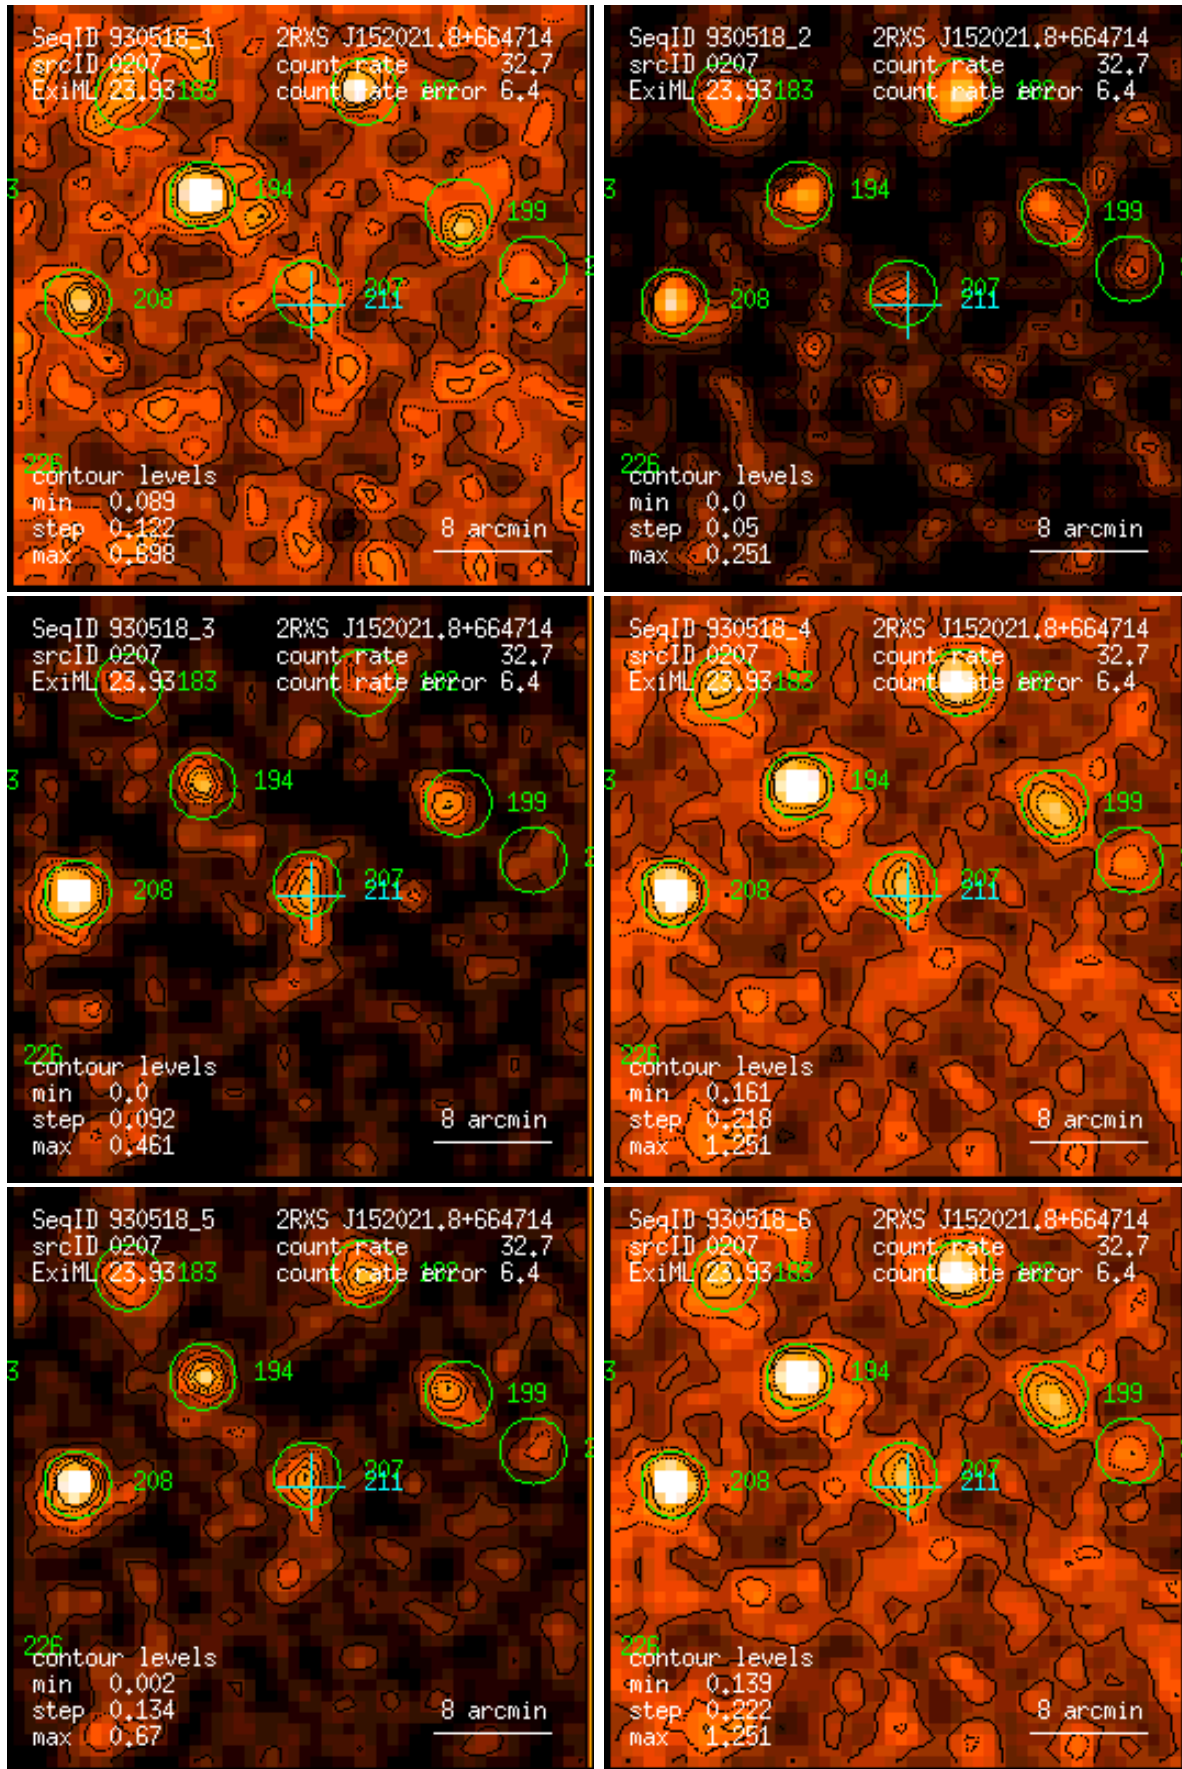 SeqID 930518_1 2RXS J152021.8+664714
srcID 0207 count rate 32.7
ExiML 23.93 183 count rate error 6.4
194
3
199
207
208
211
226
contour levels
min 0.089
step 0.122
max 0.698
8 arcmin
SeqID 930518_2 2RXS J152021.8+664714
srcID 0207 count rate 32.7
ExiML 23.93 183 count rate error 6.4
194
3
199
207
208
211
226
contour levels
min 0.0
step 0.05
max 0.251
8 arcmin
SeqID 930518_3 2RXS J152021.8+664714
srcID 0207 count rate 32.7
ExiML 23.93 183 count rate error 6.4
194
3
199
207
208
211
226
contour levels
min 0.0
step 0.092
max 0.461
8 arcmin
SeqID 930518_4 2RXS J152021.8+664714
srcID 0207 count rate 32.7
ExiML 23.93 183 count rate error 6.4
194
3
199
207
208
211
226
contour levels
min 0.161
step 0.218
max 1.251
8 arcmin
SeqID 930518_5 2RXS J152021.8+664714
srcID 0207 count rate 32.7
ExiML 23.93 183 count rate error 6.4
194
3
199
207
208
211
226
contour levels
min 0.002
step 0.134
max 0.67
8 arcmin
SeqID 930518_6 2RXS J152021.8+664714
srcID 0207 count rate 32.7
ExiML 23.93 183 count rate error 6.4
194
3
199
207
208
211
226
contour levels
min 0.139
step 0.222
max 1.251
8 arcmin